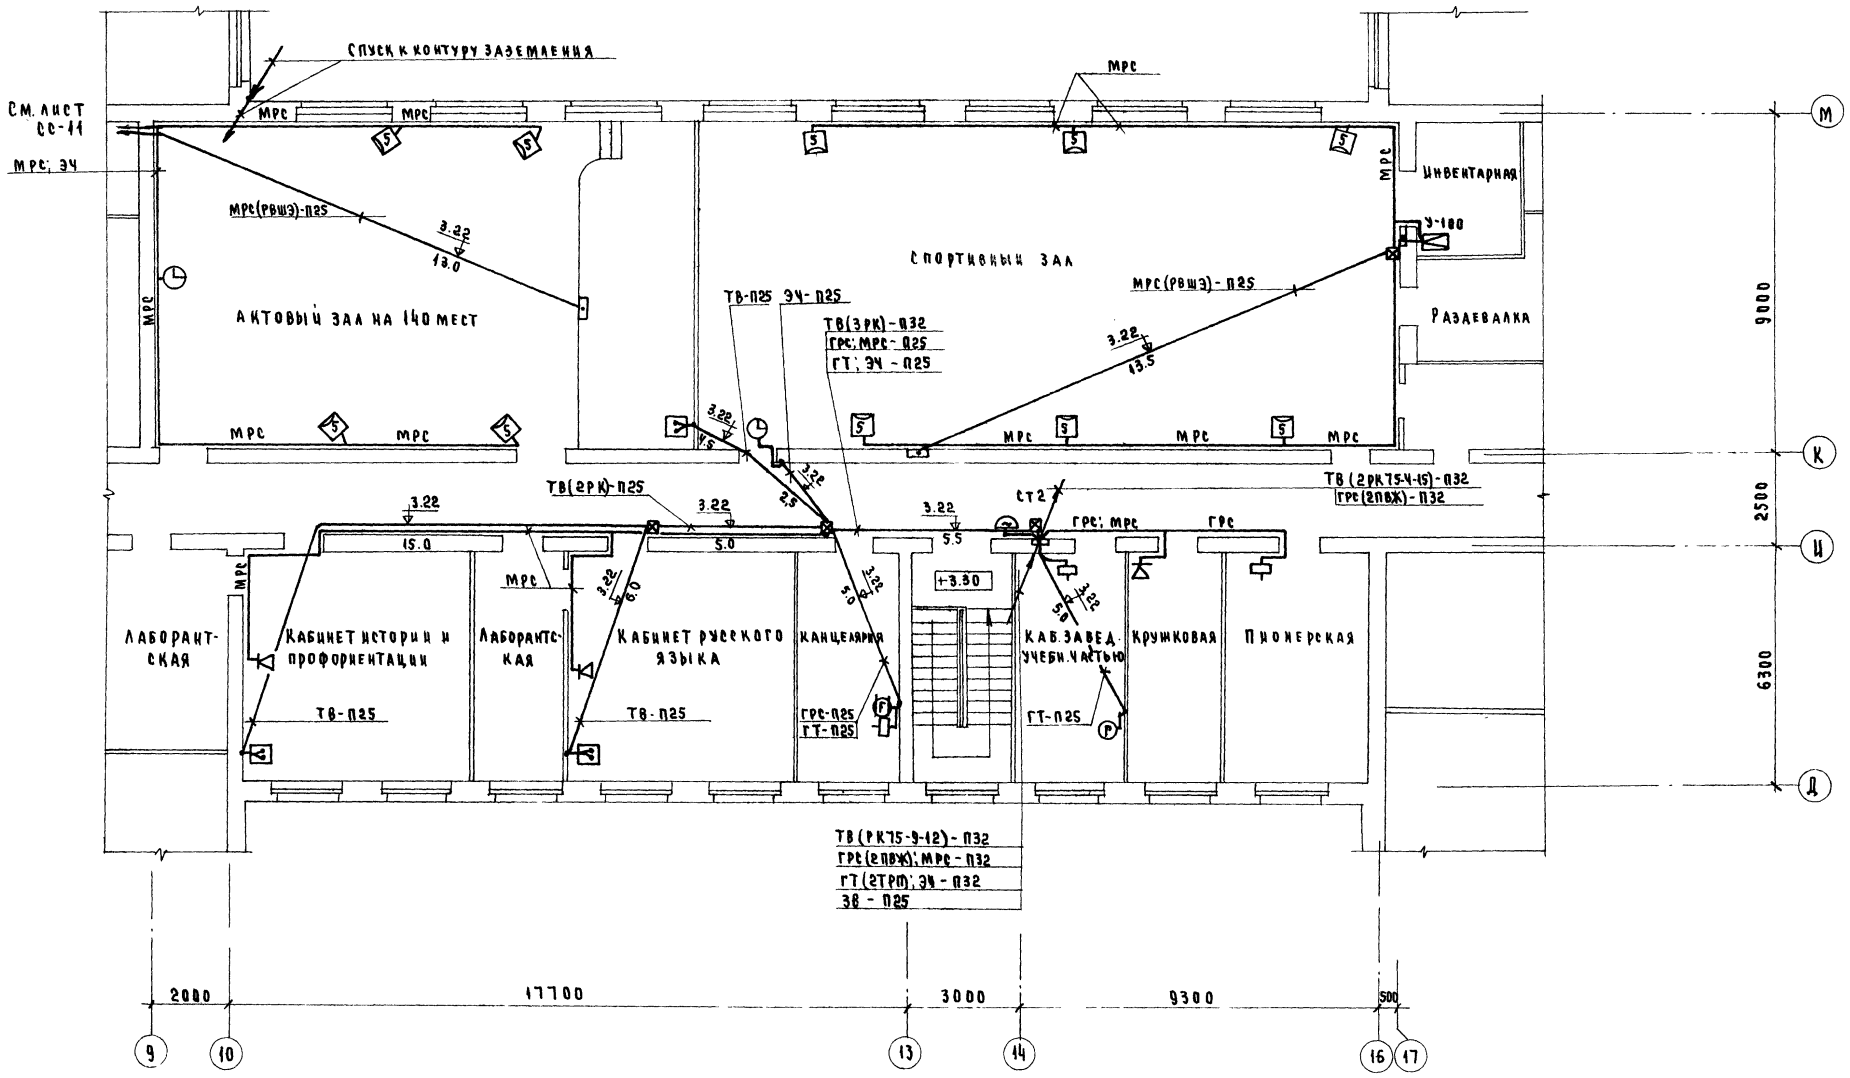 СПУСК К КОНТУРУ ЗАЗЕМЛЕНИЯ
МРС
СМ. ЛИСТ
СС-11
МРС
МРС
М
S
S
S
S
S
МРС; ЭЧ
МРС
ИНВЕНТАРНАЯ
МРС(РВШЭ)-П25
3.22
13.0
У-100
СПОРТИВНЫЙ ЗАЛ
МРС(РВШЭ)-П25
МРС
АКТОВЫЙ ЗАЛ НА 140 МЕСТ
ТВ-П25
ЭЧ-П25
ТВ(3РК)-П32
ГРС; МРС-П25
ГТ; ЭЧ-П25
3.22
13.5
РАЗДЕВАЛКА
9000
МРС
МРС
S
S
3.22
4.5
S
S
S
МРС
МРС
МРС
К
3.22
2,5
ТВ(2РК)-П25
СТ2
ТВ(2РК75-4-15)-П32
ГРС(2ПВЖ)-П32
2500
3.22
15.0
3.22
5.0
3.22
5.5
ГРС; МРС
ГРС
И
МРС
МРС
3.22
6.0
3.22
5.0
+3.30
3.22
5.0
ЛАБОРАНТ-
СКАЯ
КАБИНЕТ ИСТОРИИ И
ПРОФОРИЕНТАЦИИ
ЛАБОРАНТС-
КАЯ
КАБИНЕТ РУССКОГО
ЯЗЫКА
КАНЦЕЛЯРИЯ
КАБ. ЗАВЕД.
УЧЕБН. ЧАСТЬЮ
КРУЖКОВАЯ
ПИОНЕРСКАЯ
6300
ТВ-П25
ТВ-П25
ГРС-П25
ГТ-П25
Г
ГТ-П25
Р
Д
ТВ(РК75-9-12)-П32
ГРС(2ПВЖ); МРС-П32
ГТ(2ТРП); ЭЧ-П32
ЗВ-П25
2000
17700
3000
9300
500
9
10
13
14
16
17